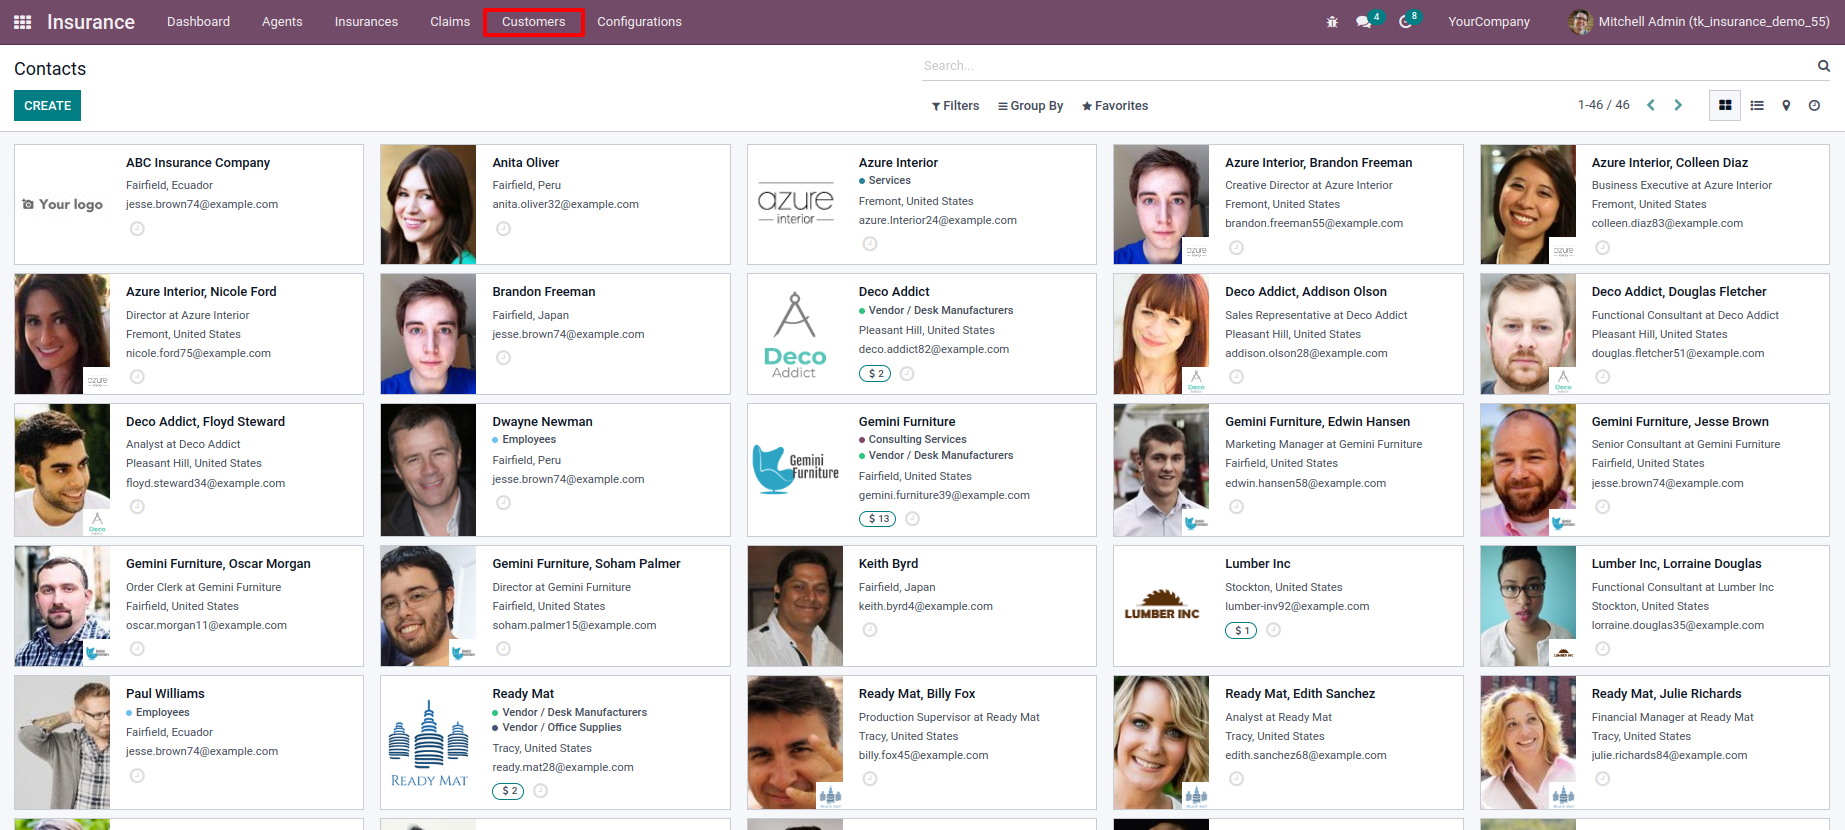 Insurance
Dashboard
Agents
Insurances
Claims
Customers
Configurations
4
8
YourCompany
Mitchell Admin (tk_insurance_demo_55)
Contacts
Search...
CREATE
Filters
Group By
Favorites
1-46 / 46
Your logo
ABC Insurance Company
Fairfield, Ecuador
jesse.brown74@example.com
Anita Oliver
Fairfield, Peru
anita.oliver32@example.com
azure
interior
Azure Interior
Services
Fremont, United States
azure.Interior24@example.com
Azure Interior, Brandon Freeman
Creative Director at Azure Interior
Fremont, United States
brandon.freeman55@example.com
azure
Azure Interior, Colleen Diaz
Business Executive at Azure Interior
Fremont, United States
colleen.diaz83@example.com
azure
Azure Interior, Nicole Ford
Director at Azure Interior
Fremont, United States
nicole.ford75@example.com
azure
Brandon Freeman
Fairfield, Japan
jesse.brown74@example.com
Deco
Addict
Deco Addict
Vendor / Desk Manufacturers
Pleasant Hill, United States
deco.addict82@example.com
$ 2
Deco Addict, Addison Olson
Sales Representative at Deco Addict
Pleasant Hill, United States
addison.olson28@example.com
Deco
Deco Addict, Douglas Fletcher
Functional Consultant at Deco Addict
Pleasant Hill, United States
douglas.fletcher51@example.com
Deco
Deco Addict, Floyd Steward
Analyst at Deco Addict
Pleasant Hill, United States
floyd.steward34@example.com
Deco
Dwayne Newman
Employees
Fairfield, Peru
jesse.brown74@example.com
Gemini
Furniture
Gemini Furniture
Consulting Services
Vendor / Desk Manufacturers
Fairfield, United States
gemini.furniture39@example.com
$ 13
Gemini Furniture, Edwin Hansen
Marketing Manager at Gemini Furniture
Fairfield, United States
edwin.hansen58@example.com
Gemini Furniture, Jesse Brown
Senior Consultant at Gemini Furniture
Fairfield, United States
jesse.brown74@example.com
Gemini Furniture, Oscar Morgan
Order Clerk at Gemini Furniture
Fairfield, United States
oscar.morgan11@example.com
Gemini Furniture, Soham Palmer
Director at Gemini Furniture
Fairfield, United States
soham.palmer15@example.com
Keith Byrd
Fairfield, Japan
keith.byrd4@example.com
LUMBER INC
Lumber Inc
Stockton, United States
lumber-inv92@example.com
$ 1
Lumber Inc, Lorraine Douglas
Functional Consultant at Lumber Inc
Stockton, United States
lorraine.douglas35@example.com
LUMBER INC
Paul Williams
Employees
Fairfield, Ecuador
jesse.brown74@example.com
READY MAT
Ready Mat
Vendor / Desk Manufacturers
Vendor / Office Supplies
Tracy, United States
ready.mat28@example.com
$ 2
Ready Mat, Billy Fox
Production Supervisor at Ready Mat
Tracy, United States
billy.fox45@example.com
READY MAT
Ready Mat, Edith Sanchez
Analyst at Ready Mat
Tracy, United States
edith.sanchez68@example.com
READY MAT
Ready Mat, Julie Richards
Financial Manager at Ready Mat
Tracy, United States
julie.richards84@example.com
READY MAT